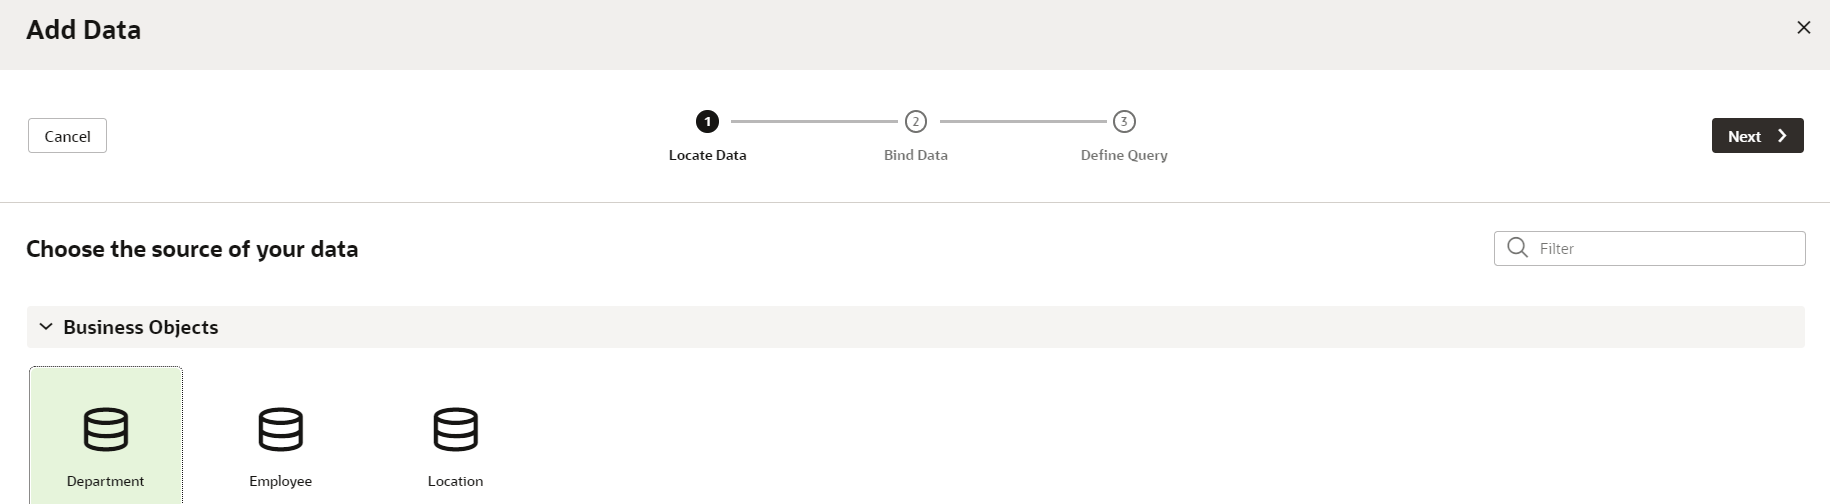 Add Data
Cancel
1
2
3
Next
Locate Data
Bind Data
Define Query
Choose the source of your data
Filter
Business Objects
Department
Employee
Location